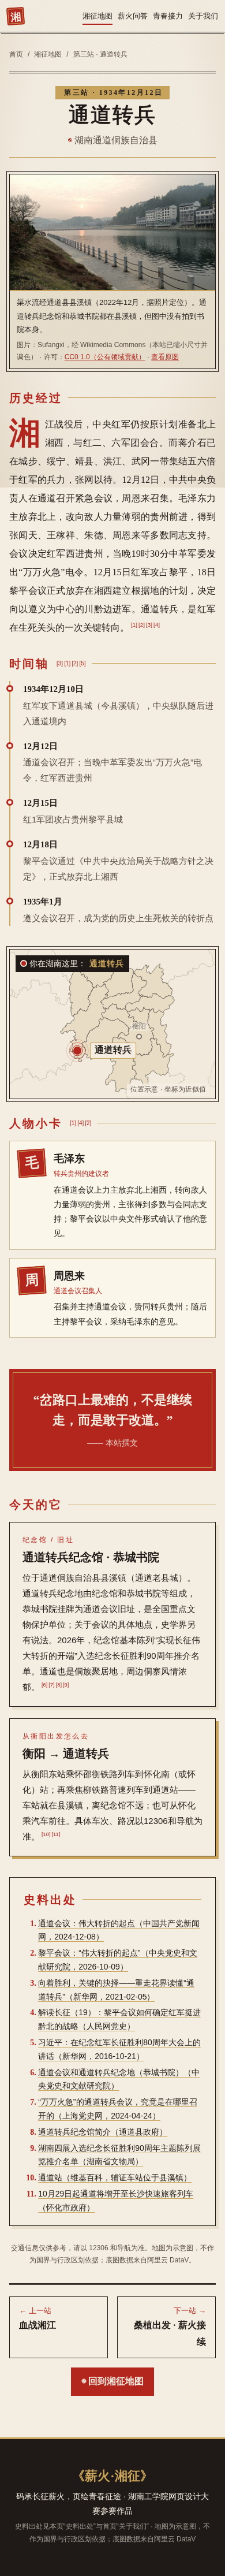 湘 湘征地图 薪火问答 青春接力 关于我们
首页 / 湘征地图 / 第三站 · 通道转兵
第三站 · 1934年12月12日
通道转兵
湖南通道侗族自治县
渠水流经通道县县溪镇（2022年12月，据照片定位）。通
道转兵纪念馆和恭城书院都在县溪镇，但图中没有拍到书
院本身。
图片：Sufangxi，经 Wikimedia Commons（本站已缩小尺寸并
调色） · 许可：CC0 1.0（公有领域贡献） · 查看原图
历史经过
湘江战役后，中央红军仍按原计划准备北上
湘西，与红二、六军团会合。而蒋介石已
在城步、绥宁、靖县、洪江、武冈一带集结五六倍
于红军的兵力，张网以待。12月12日，中共中央负
责人在通道召开紧急会议，周恩来召集。毛泽东力
主放弃北上，改向敌人力量薄弱的贵州前进，得到
张闻天、王稼祥、朱德、周恩来等多数同志支持。
会议决定红军西进贵州，当晚19时30分中革军委发
出“万万火急”电令。12月15日红军攻占黎平，18日
黎平会议正式放弃在湘西建立根据地的计划，决定
向以遵义为中心的川黔边进军。通道转兵，是红军
在生死关头的一次关键转向。[1][2][3][4]
时间轴 [3][1][2][5]
1934年12月10日
红军攻下通道县城（今县溪镇），中央纵队随后进
入通道境内
12月12日
通道会议召开；当晚中革军委发出“万万火急”电
令，红军西进贵州
12月15日
红1军团攻占贵州黎平县城
12月18日
黎平会议通过《中共中央政治局关于战略方针之决
定》，正式放弃北上湘西
1935年1月
遵义会议召开，成为党的历史上生死攸关的转折点
你在湖南这里： 通道转兵
衡阳
通道转兵
位置示意 · 坐标为近似值
人物小卡 [1][4][2]
毛
毛泽东
转兵贵州的建议者
在通道会议上力主放弃北上湘西，转向敌人
力量薄弱的贵州，主张得到多数与会同志支
持；黎平会议以中央文件形式确认了他的意
见。
周
周恩来
通道会议召集人
召集并主持通道会议，赞同转兵贵州；随后
主持黎平会议，采纳毛泽东的意见。
“岔路口上最难的，不是继续
走，而是敢于改道。”
—— 本站撰文
今天的它
纪念馆 / 旧址
通道转兵纪念馆 · 恭城书院
位于通道侗族自治县县溪镇（通道老县城）。
通道转兵纪念地由纪念馆和恭城书院等组成，
恭城书院挂牌为通道会议旧址，是全国重点文
物保护单位；关于会议的具体地点，史学界另
有说法。2026年，纪念馆基本陈列“实现长征伟
大转折的开端”入选纪念长征胜利90周年推介名
单。通道也是侗族聚居地，周边侗寨风情浓
郁。[6][7][8][9]
从衡阳出发怎么去
衡阳 → 通道转兵
从衡阳东站乘怀邵衡铁路列车到怀化南（或怀
化）站；再乘焦柳铁路普速列车到通道站——
车站就在县溪镇，离纪念馆不远；也可从怀化
乘汽车前往。具体车次、路况以12306和导航为
准。[10][11]
史料出处
1. 通道会议：伟大转折的起点（中国共产党新闻
网，2024-12-08）
2. 黎平会议：“伟大转折的起点”（中央党史和文
献研究院，2026-10-09）
3. 向着胜利，关键的抉择——重走花界读懂“通
道转兵”（新华网，2021-02-05）
4. 解读长征（19）：黎平会议如何确定红军挺进
黔北的战略（人民网党史）
5. 习近平：在纪念红军长征胜利80周年大会上的
讲话（新华网，2016-10-21）
6. 通道会议和通道转兵纪念地（恭城书院）（中
央党史和文献研究院）
7. “万万火急”的通道转兵会议，究竟是在哪里召
开的（上海党史网，2024-04-24）
8. 通道转兵纪念馆简介（通道县政府）
9. 湖南四展入选纪念长征胜利90周年主题陈列展
览推介名单（湖南省文物局）
10. 通道站（维基百科，辅证车站位于县溪镇）
11. 10月29日起通道将增开至长沙快速旅客列车
（怀化市政府）
交通信息仅供参考，请以 12306 和导航为准。地图为示意图，不作
为国界与行政区划依据；底图数据来自阿里云 DataV。
← 上一站
血战湘江
下一站 →
桑植出发 · 薪火接
续
回到湘征地图
《薪火·湘征》
码承长征薪火，页绘青春征途 · 湖南工学院网页设计大
赛参赛作品
史料出处见本页“史料出处”与首页“关于我们” · 地图为示意图，不
作为国界与行政区划依据；底图数据来自阿里云 DataV